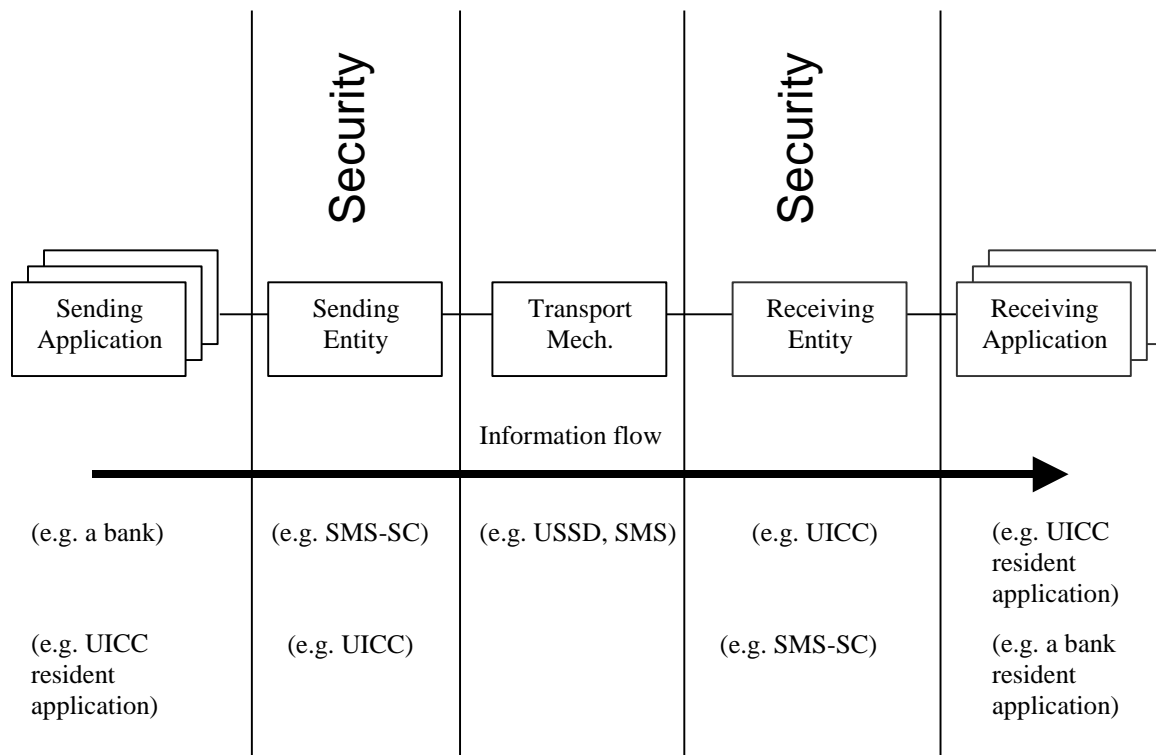 Security
Security
Sending
Application
Sending
Entity
Transport
Mech.
Receiving
Entity
Receiving
Application
Information flow
(e.g. a bank)
(e.g. SMS-SC)
(e.g. USSD, SMS)
(e.g. UICC)
(e.g. UICC
resident
application)
(e.g. UICC
resident
application)
(e.g. UICC)
(e.g. SMS-SC)
(e.g. a bank
resident
application)